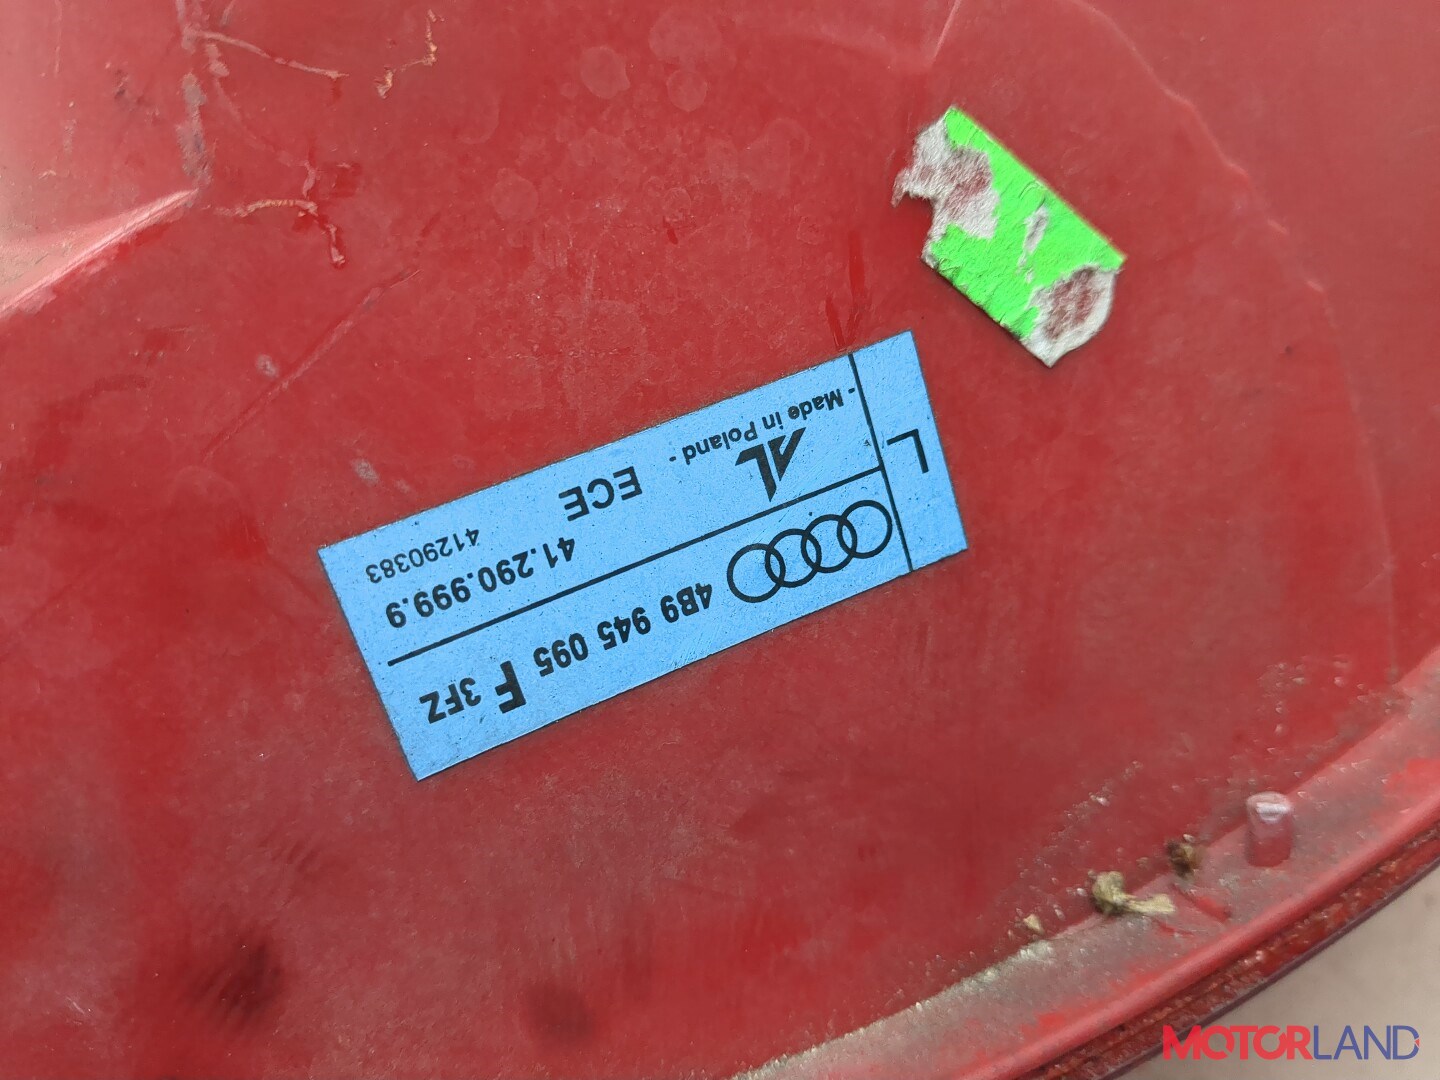 L
4B9 945 095 F 3FZ
AL
41.290.999.9
- Made in Poland -
ECE
41290383
MOTORLAND